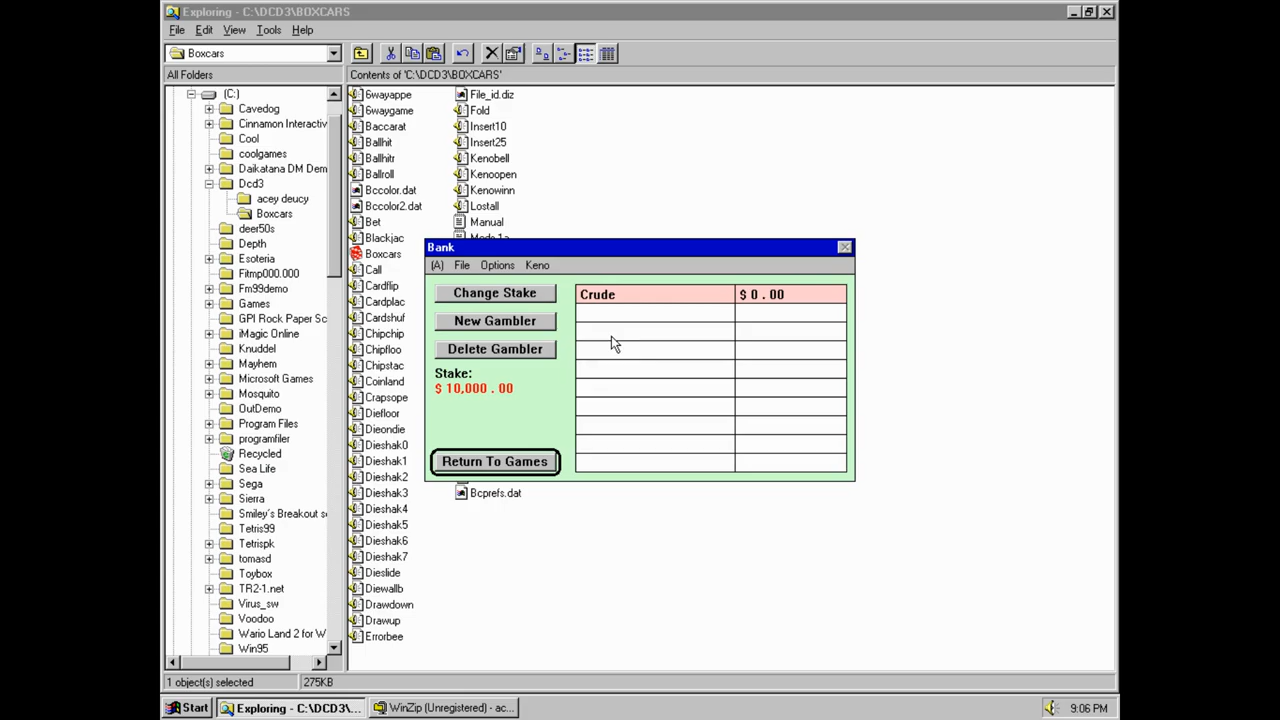 Exploring - C:\DCD3\BOXCARS
File Edit View Tools Help
Boxcars
All Folders
Contents of 'C:\DCD3\BOXCARS'
(C:)
Cavedog
Cinnamon Interactiv
Cool
coolgames
Daikatana DM Dem
Dcd3
acey deucy
Boxcars
deer50s
Depth
Esoteria
Fitmp000.000
Fm99demo
Games
GPI Rock Paper Sc
iMagic Online
Knuddel
Mayhem
Microsoft Games
Mosquito
OutDemo
Program Files
programfiler
Recycled
Sea Life
Sega
Sierra
Smiley's Breakout se
Tetris99
Tetrispk
tomasd
Toybox
TR2-1.net
Virus_sw
Voodoo
Wario Land 2 for W
Win95
6wayappe
6waygame
Baccarat
Ballhit
Ballhitr
Ballroll
Bccolor.dat
Bccolor2.dat
Bet
Blackjac
Boxcars
Call
Cardflip
Cardplac
Cardshuf
Chipchip
Chipfloo
Chipstac
Coinland
Crapsope
Diefloor
Dieondie
Dieshak0
Dieshak1
Dieshak2
Dieshak3
Dieshak4
Dieshak5
Dieshak6
Dieshak7
Dieslide
Diewallb
Drawdown
Drawup
Errorbee
File_id.diz
Fold
Insert10
Insert25
Kenobell
Kenoopen
Kenowinn
Lostall
Manual
Bcprefs.dat
Bank
(A) File Options Keno
Change Stake
New Gambler
Delete Gambler
Stake:
$ 10,000 . 00
Return To Games
Crude $ 0 . 00
1 object(s) selected 275KB
Start Exploring - C:\DCD3\... WinZip (Unregistered) - ac... 9:06 PM